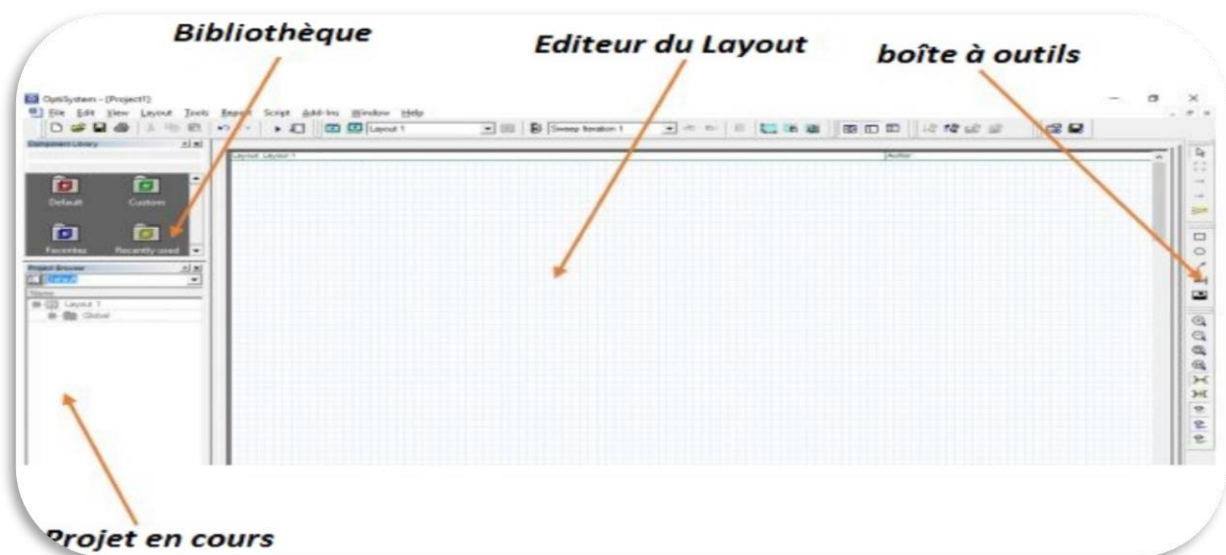 Bibliothèque
Editeur du Layout
boîte à outils
OptiSystem - [Project1]
File Edit View Layout Tools Report Script Add-Ins Window Help
Layout 1
Sweep Iteration 1
Component Library
Layout: Layout 1
Author:
Default
Custom
Favorites
Recently used
Project Browser
Default
Name
Layout 1
Global
Projet en cours